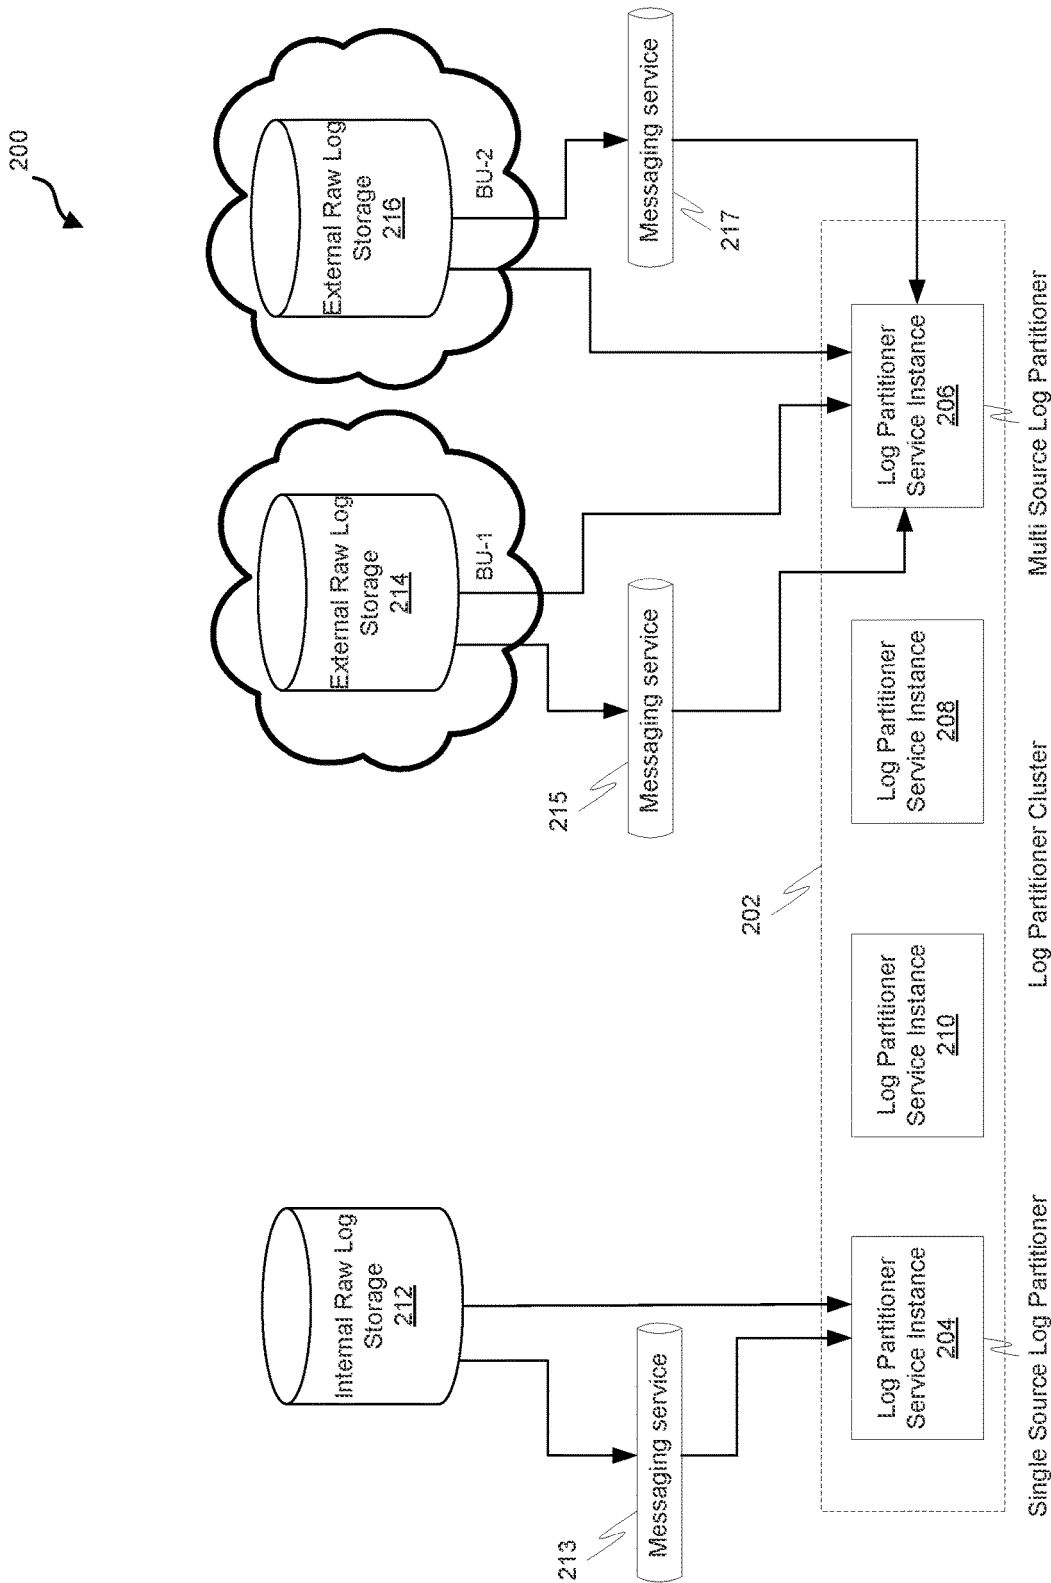 200
Internal Raw Log
Storage
212
External Raw Log
Storage
214
BU-1
External Raw Log
Storage
216
BU-2
213
Messaging service
215
Messaging service
Messaging service
217
202
Log Partitioner
Service Instance
204
Log Partitioner
Service Instance
210
Log Partitioner
Service Instance
208
Log Partitioner
Service Instance
206
Single Source Log Partitioner
Log Partitioner Cluster
Multi Source Log Partitioner